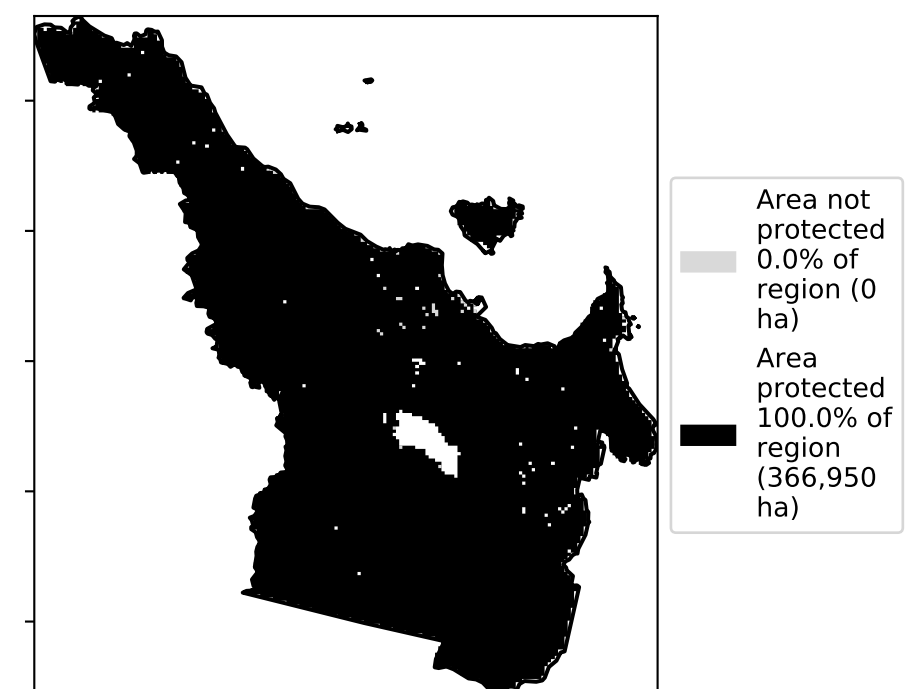 Area not
protected
0.0% of
region (0
ha)
Area
protected
100.0% of
region
(366,950
ha)